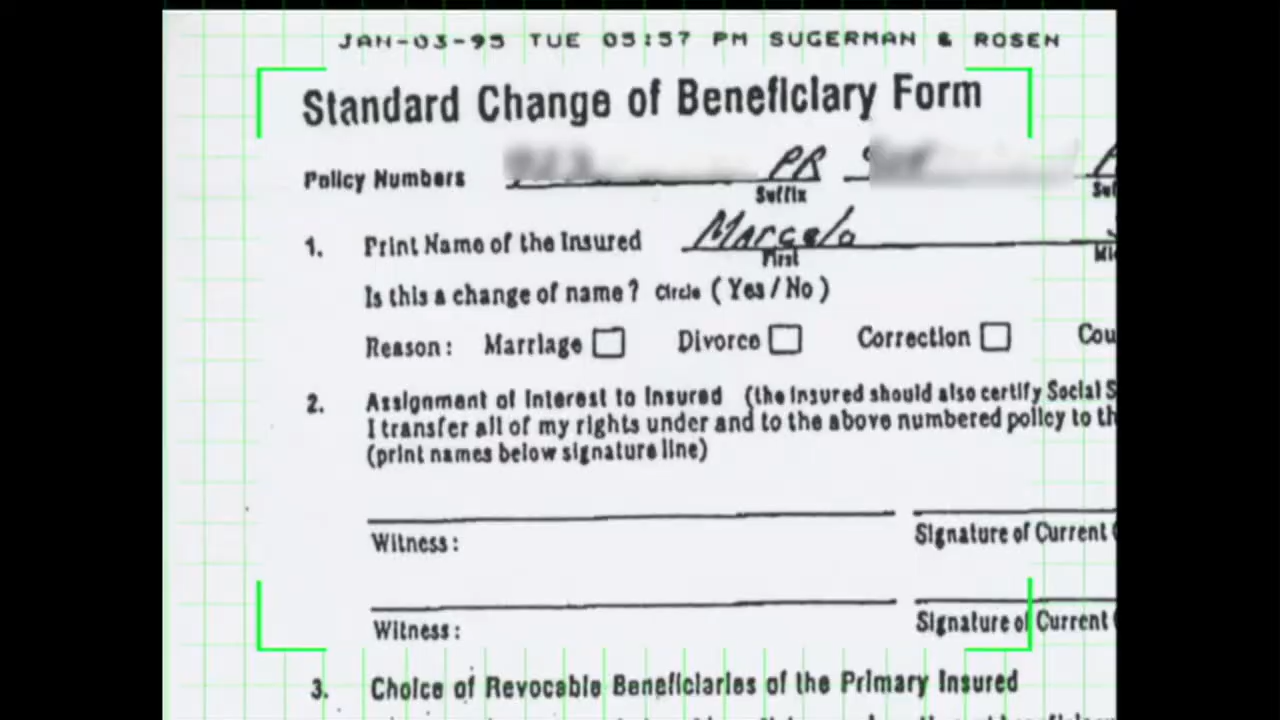 JAN-03-95 TUE 05:57 PM SUGERMAN & ROSEN
Standard Change of Beneficiary Form
Policy Numbers PR
Suffix
1. Print Name of the Insured Marcelo
First
Is this a change of name? Circle (Yes/No)
Reason: Marriage Divorce Correction Cou
2. Assignment of Interest to Insured (the insured should also certify Social S
I transfer all of my rights under and to the above numbered policy to th
(print names below signature line)
Witness: Signature of Current
Witness: Signature of Current
3. Choice of Revocable Beneficiaries of the Primary Insured